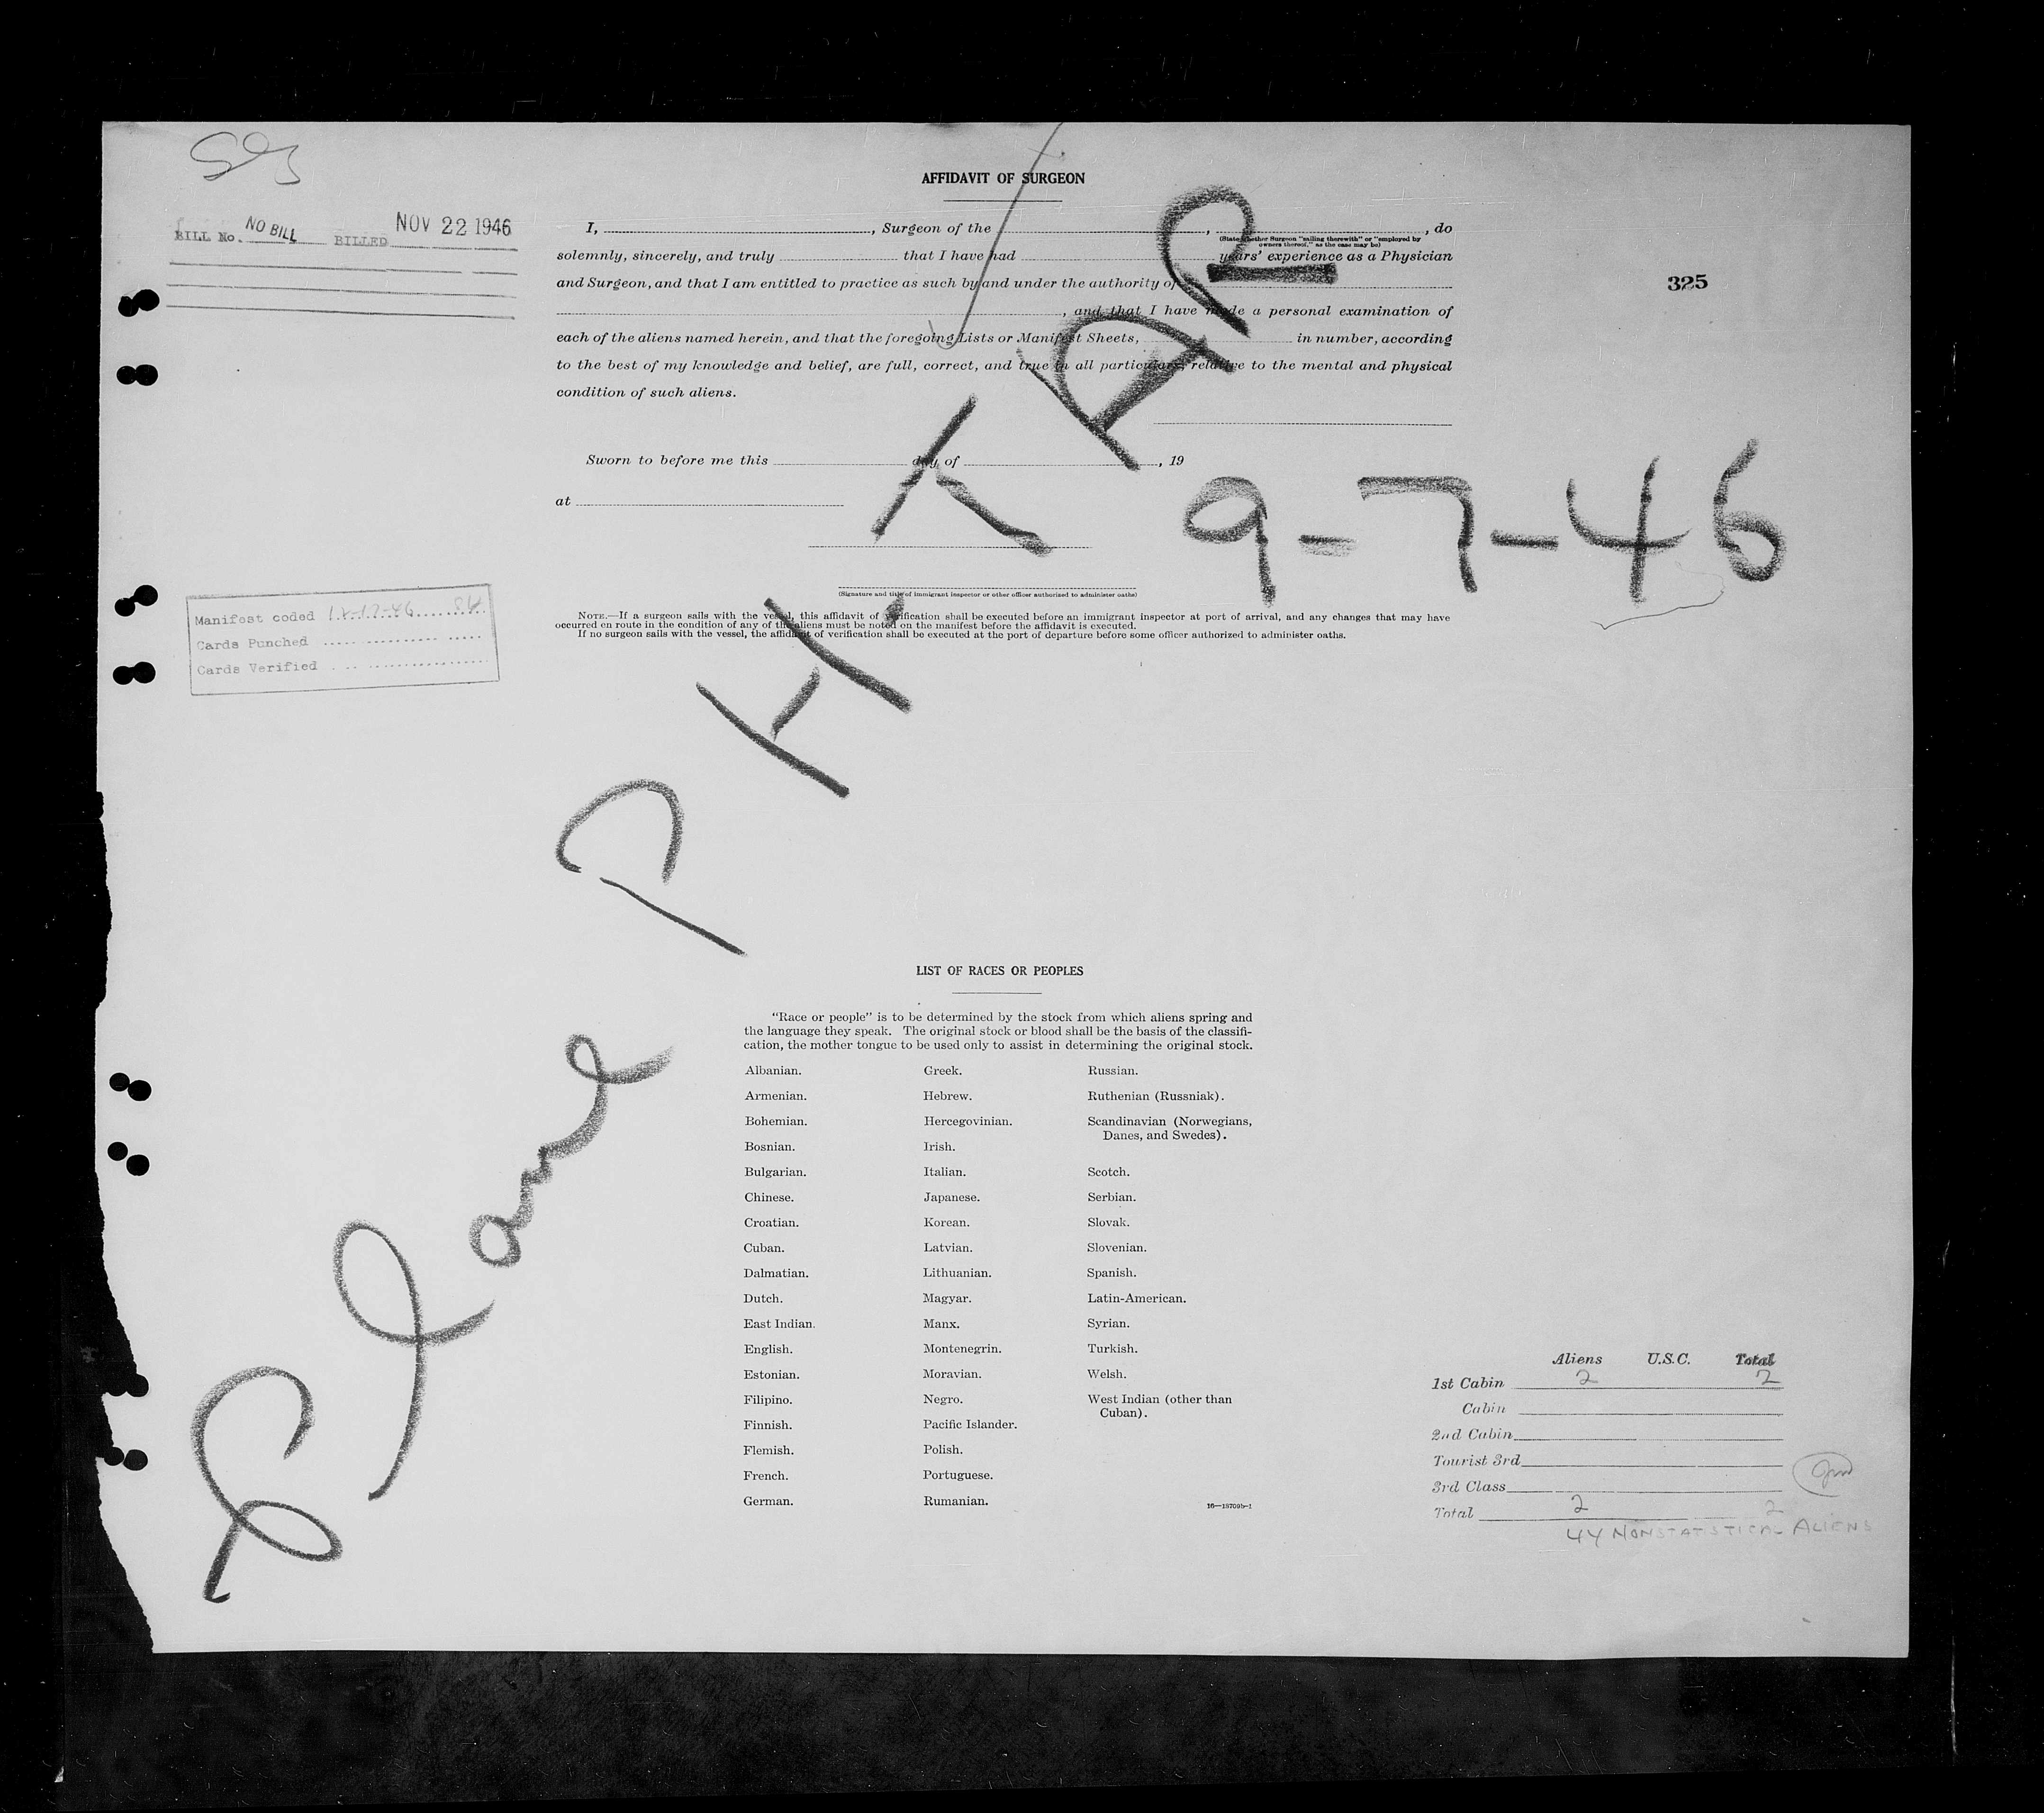 AFFIDAVIT OF SURGEON
BILL No. NO BILL BILLED NOV 22 1946
I, , Surgeon of the , , do
(State whether Surgeon "sailing therewith" or "employed by
owners thereof," as the case may be)
solemnly, sincerely, and truly that I have had years' experience as a Physician
and Surgeon, and that I am entitled to practice as such by and under the authority of
, and that I have made a personal examination of
each of the aliens named herein, and that the foregoing Lists or Manifest Sheets, in number, according
to the best of my knowledge and belief, are full, correct, and true in all particulars relative to the mental and physical
condition of such aliens.
325
Sworn to before me this day of , 19
at
9-7-46
(Signature and title of immigrant inspector or other officer authorized to administer oaths)
NOTE.—If a surgeon sails with the vessel, this affidavit of verification shall be executed before an immigrant inspector at port of arrival, and any changes that may have
occurred en route in the condition of any of the aliens must be noted on the manifest before the affidavit is executed.
If no surgeon sails with the vessel, the affidavit of verification shall be executed at the port of departure before some officer authorized to administer oaths.
Manifest coded
Cards Punched
Cards Verified
Plane PH
LIST OF RACES OR PEOPLES
"Race or people" is to be determined by the stock from which aliens spring and
the language they speak. The original stock or blood shall be the basis of the classifi-
cation, the mother tongue to be used only to assist in determining the original stock.
Albanian. Greek. Russian.
Armenian. Hebrew. Ruthenian (Russniak).
Bohemian. Hercegovinian. Scandinavian (Norwegians,
Danes, and Swedes).
Bosnian. Irish.
Bulgarian. Italian. Scotch.
Chinese. Japanese. Serbian.
Croatian. Korean. Slovak.
Cuban. Latvian. Slovenian.
Dalmatian. Lithuanian. Spanish.
Dutch. Magyar. Latin-American.
East Indian. Manx. Syrian.
English. Montenegrin. Turkish.
Estonian. Moravian. Welsh.
Filipino. Negro. West Indian (other than
Cuban).
Finnish. Pacific Islander.
Flemish. Polish.
French. Portuguese.
German. Rumanian.
16—18709b-1
Aliens U.S.C. Total
1st Cabin 2 2
Cabin
2nd Cabin
Tourist 3rd
3rd Class
Total 2 2
44 NONSTATISTICAL ALIENS